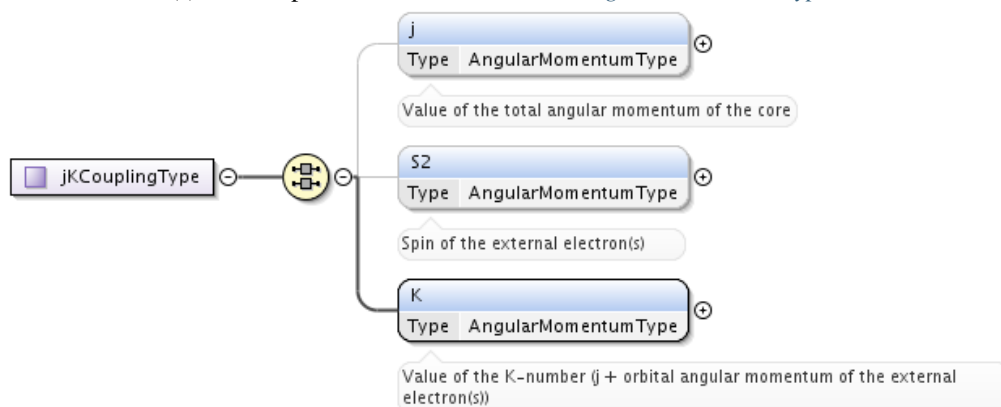 j
Type AngularMomentumType
Value of the total angular momentum of the core
S2
Type AngularMomentumType
jKCouplingType
Spin of the external electron(s)
K
Type AngularMomentumType
Value of the K-number (j + orbital angular momentum of the external
electron(s))